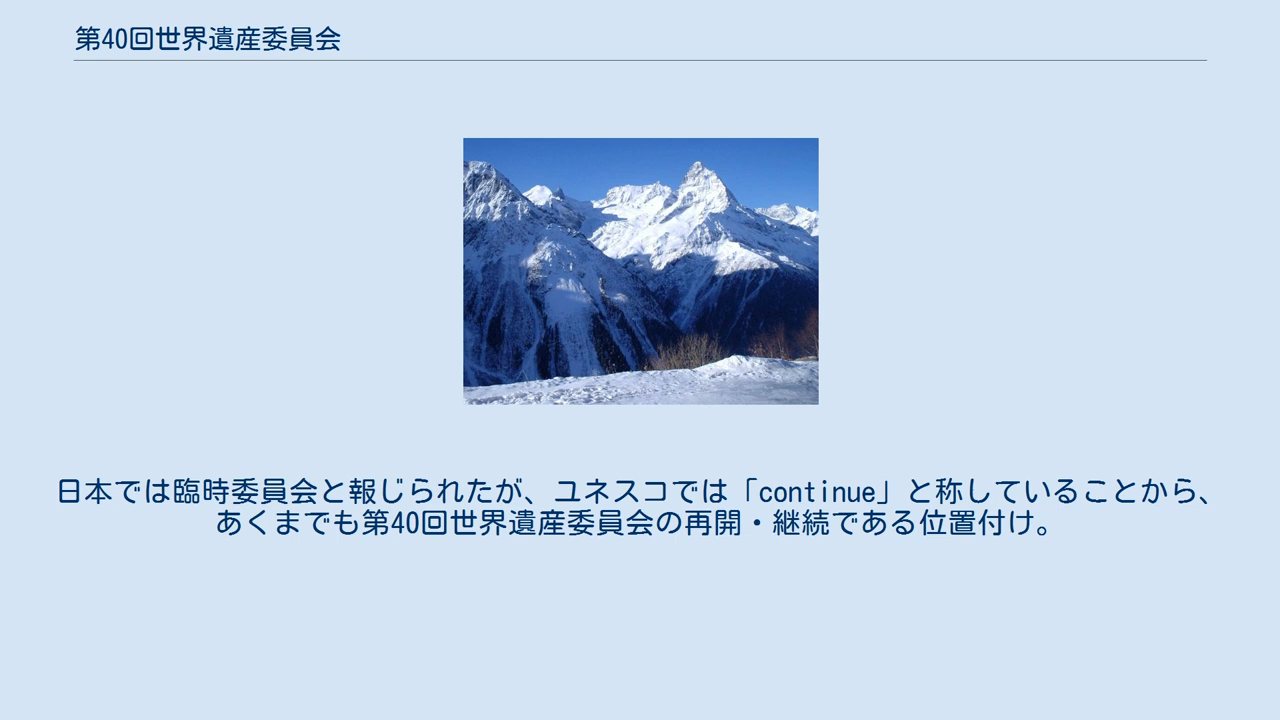 第40回世界遺産委員会
日本では臨時委員会と報じられたが、ユネスコでは「continue」と称していることから、
あくまでも第40回世界遺産委員会の再開・継続である位置付け。